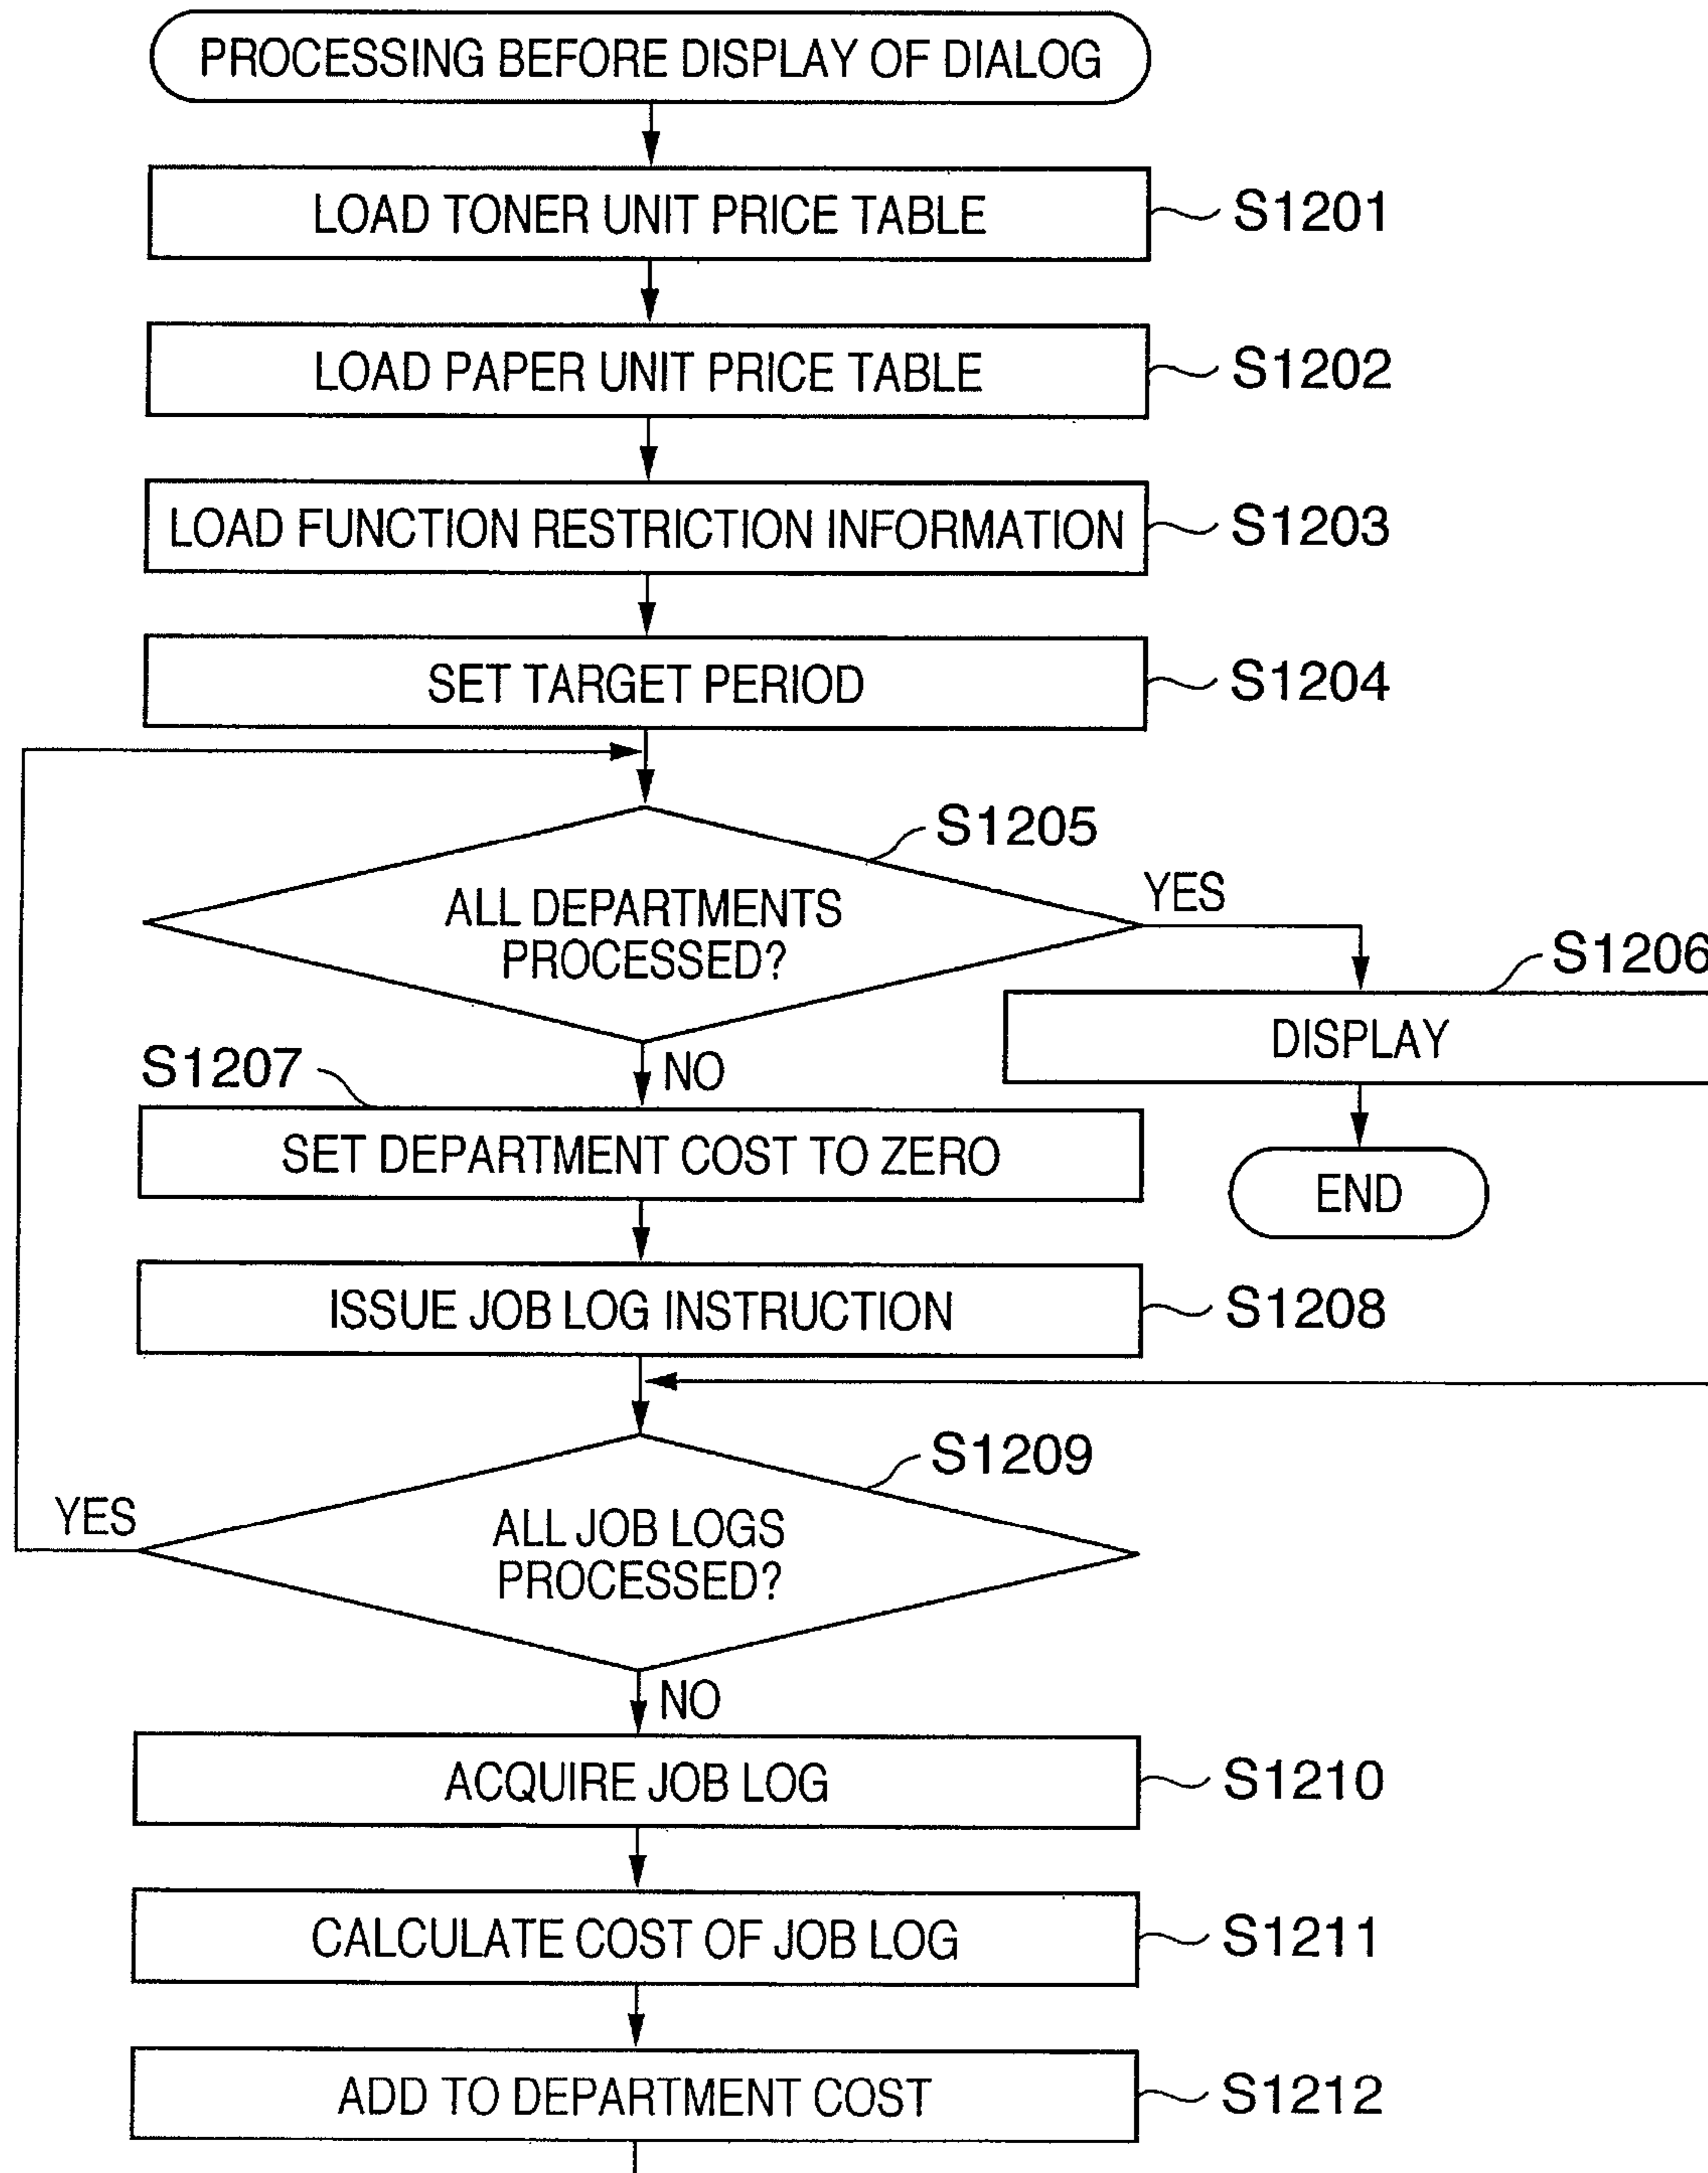 PROCESSING BEFORE DISPLAY OF DIALOG
LOAD TONER UNIT PRICE TABLE
S1201
LOAD PAPER UNIT PRICE TABLE
S1202
LOAD FUNCTION RESTRICTION INFORMATION
S1203
SET TARGET PERIOD
S1204
S1205
ALL DEPARTMENTS
PROCESSED?
YES
S1206
DISPLAY
END
NO
S1207
SET DEPARTMENT COST TO ZERO
ISSUE JOB LOG INSTRUCTION
S1208
S1209
ALL JOB LOGS
PROCESSED?
YES
NO
ACQUIRE JOB LOG
S1210
CALCULATE COST OF JOB LOG
S1211
ADD TO DEPARTMENT COST
S1212